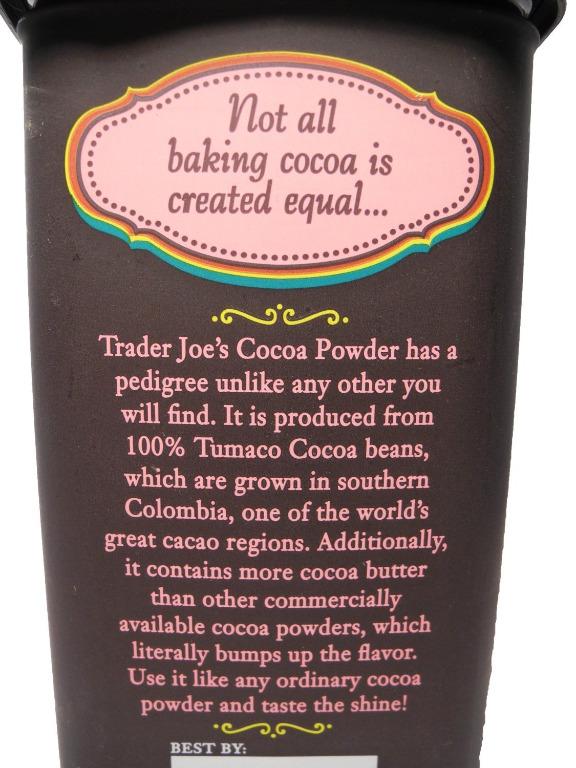 Not all
baking cocoa is
created equal...
Trader Joe's Cocoa Powder has a
pedigree unlike any other you
will find. It is produced from
100% Tumaco Cocoa beans,
which are grown in southern
Colombia, one of the world's
great cacao regions. Additionally,
it contains more cocoa butter
than other commercially
available cocoa powders, which
literally bumps up the flavor.
Use it like any ordinary cocoa
powder and taste the shine!
BEST BY: